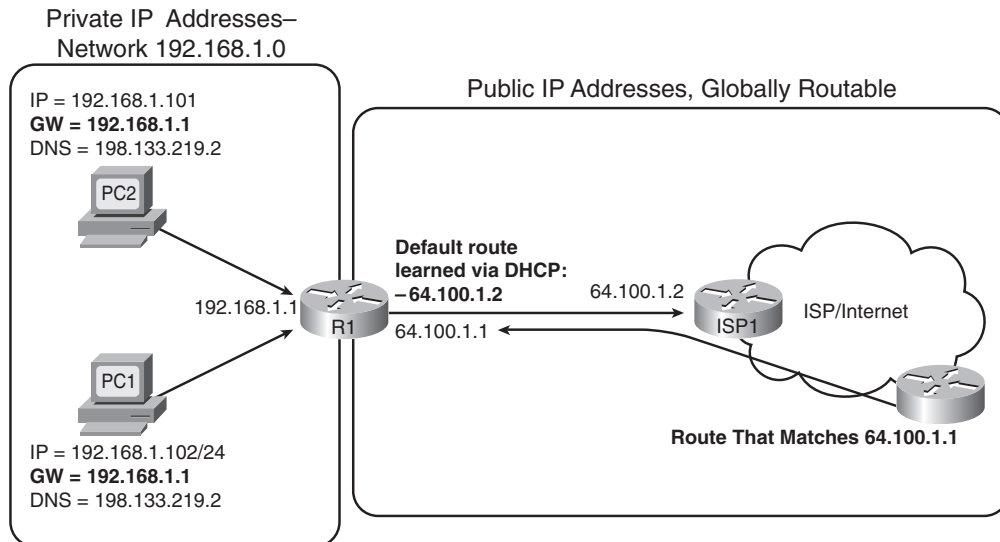 Private IP Addresses–
Network 192.168.1.0
Public IP Addresses, Globally Routable
IP = 192.168.1.101
GW = 192.168.1.1
DNS = 198.133.219.2
PC2
Default route
learned via DHCP:
–64.100.1.2
192.168.1.1
R1
64.100.1.1
64.100.1.2
ISP1
ISP/Internet
PC1
Route That Matches 64.100.1.1
IP = 192.168.1.102/24
GW = 192.168.1.1
DNS = 198.133.219.2